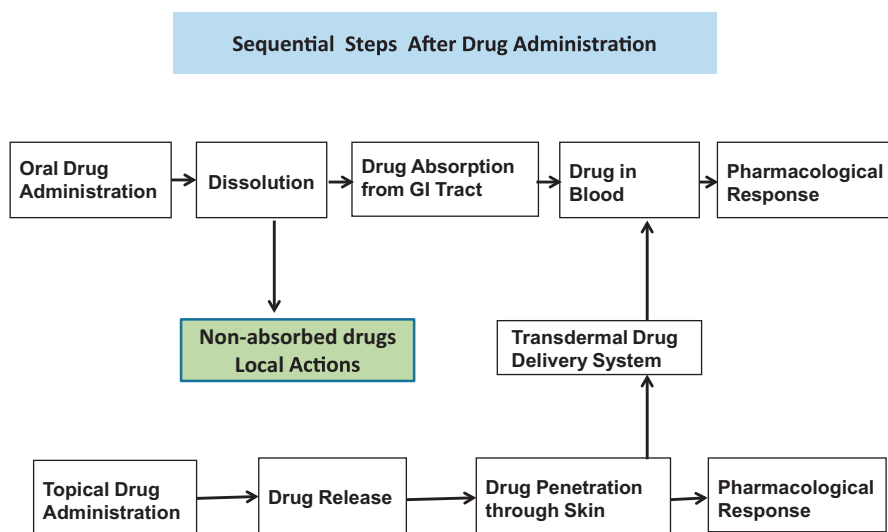 Sequential Steps After Drug Administration
Oral Drug
Administration
Dissolution
Drug Absorption
from GI Tract
Drug in
Blood
Pharmacological
Response
Non-absorbed drugs
Local Actions
Transdermal Drug
Delivery System
Topical Drug
Administration
Drug Release
Drug Penetration
through Skin
Pharmacological
Response